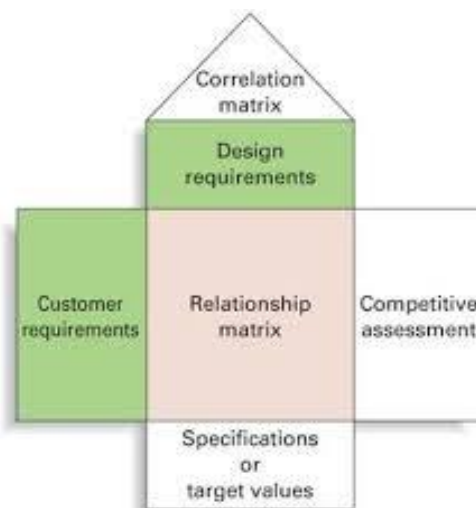 Correlation
matrix
Design
requirements
Customer
requirements
Relationship
matrix
Competitive
assessment
Specifications
or
target values